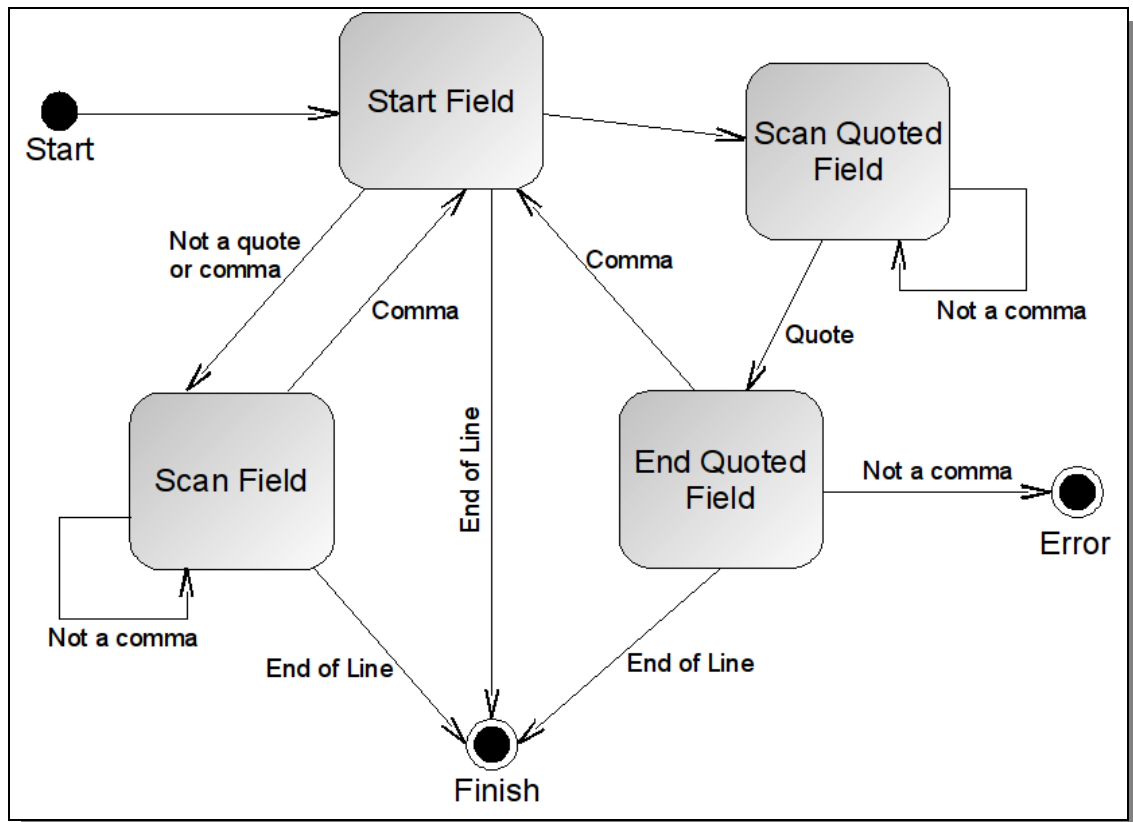 Start Field
Start
Scan Quoted
Field
Not a quote
or comma
Comma
Comma
Not a comma
Quote
Scan Field
End of Line
End Quoted
Field
Not a comma
Error
Not a comma
End of Line
End of Line
Finish